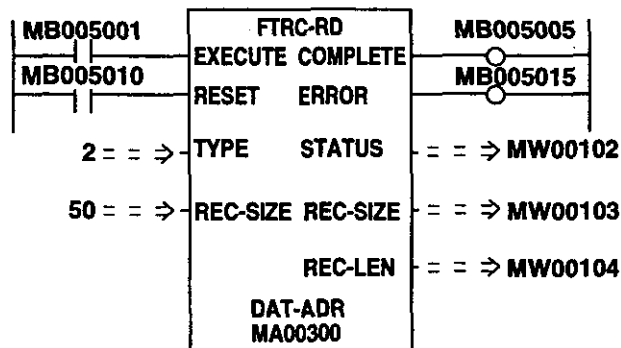 FTRC-RD
MB005001 EXECUTE COMPLETE MB005005
MB005010 RESET ERROR MB005015
2 = = ⇒ TYPE STATUS = = ⇒ MW00102
50 = = ⇒ REC-SIZE REC-SIZE = = ⇒ MW00103
REC-LEN = = ⇒ MW00104
DAT-ADR
MA00300